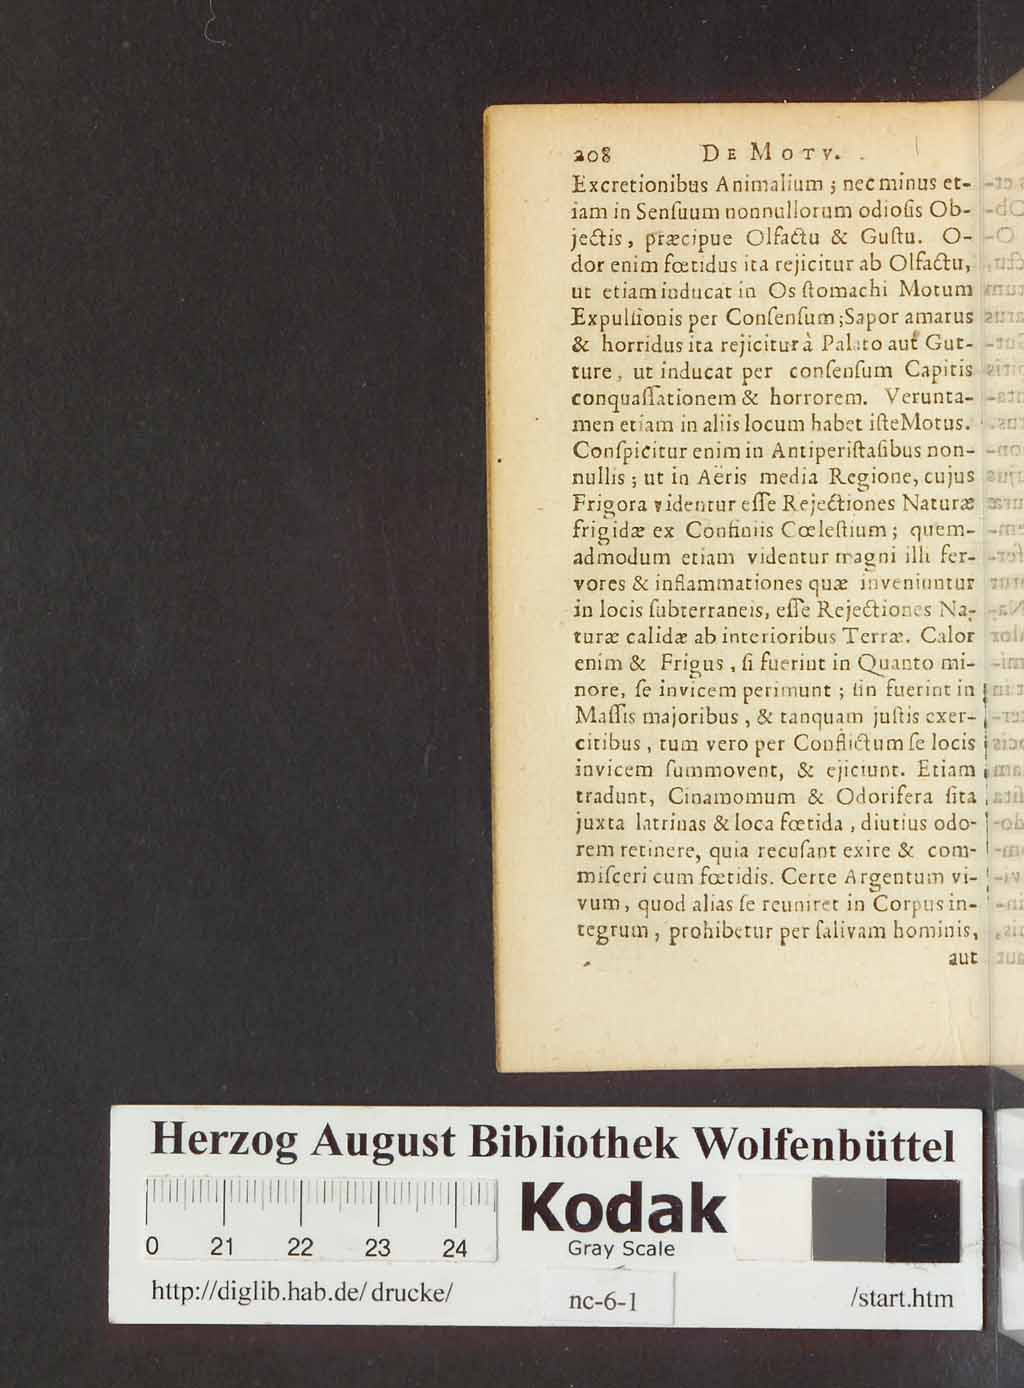 208 DE MOTV.
Excretionibus Animalium ; nec minus et-
iam in Senſuum nonnullorum odioſis Ob-
jectis, præcipue Olfactu & Guſtu. O-
dor enim fœtidus ita rejicitur ab Olfactu,
ut etiam inducat in Os ſtomachi Motum
Expulſionis per Conſenſum ;Sapor amarus
& horridus ita rejicitur à Palato aut Gut-
ture, ut inducat per conſenſum Capitis
conquaſſationem & horrorem. Verunta-
men etiam in aliis locum habet iſte Motus.
Conſpicitur enim in Antiperiſtaſibus non-
nullis ; ut in Aëris media Regione, cujus
Frigora videntur eſſe Rejectiones Naturæ
frigidæ ex Confiniis Cœleſtium ; quem-
admodum etiam videntur magni illi fer-
vores & inflammationes quæ inveniuntur
in locis ſubterraneis, eſſe Rejectiones Na-
turæ calidæ ab interioribus Terræ. Calor
enim & Frigus , ſi fuerint in Quanto mi-
nore, ſe invicem perimunt ; ſin fuerint in
Maſſis majoribus , & tanquam juſtis exer-
citibus , tum vero per Conflictum ſe locis
invicem ſummovent, & ejiciunt. Etiam
tradunt, Cinamomum & Odorifera ſita
juxta latrinas & loca fœtida , diutius odo-
rem retinere, quia recuſant exire & com-
miſceri cum fœtidis. Certe Argentum vi-
vum, quod alias ſe reuniret in Corpus in-
tegrum , prohibetur per ſalivam hominis,
aut
Herzog August Bibliothek Wolfenbüttel
0 21 22 23 24
Kodak
Gray Scale
http://diglib.hab.de/ drucke/
nc-6-1
/start.htm